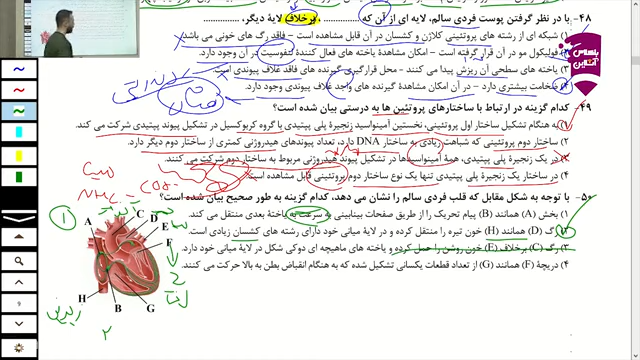 ۴۸- با در نظر گرفتن پوست فردی سالم، لایه ای از آن که .................... ، برخلاف لایهٔ دیگر، ....................
۱) شبکه ای از رشته های پروتئینی کلاژن و کشسان در آن قابل مشاهده است - فاقد رگ های خونی می باشد
۲) فولیکول مو در آن قرار گرفته است - امکان مشاهدهٔ یاخته های فعال کنندهٔ لنفوسیت در آن وجود دارد.
۳) یاخته های سطحی آن ریزش پیدا می کنند - محل قرارگیری گیرنده های فاقد غلاف پیوندی است
۴) ضخامت بیشتری دارد - در آن امکان مشاهدهٔ گیرنده های واجد غلاف پیوندی وجود دارد.
۴۹- کدام گزینه در ارتباط با ساختارهای پروتئین ها به درستی بیان شده است؟
۱) به هنگام تشکیل ساختار اول پروتئینی، نخستین آمینواسید زنجیرهٔ پلی پپتیدی با گروه کربوکسیل در تشکیل پیوند پپتیدی شرکت می کند.
۲) ساختار دوم پروتئینی که شباهت زیادی به ساختار DNA دارد، تعداد پیوندهای هیدروژنی کمتری از ساختار دوم دیگر دارد.
۳) در یک زنجیرهٔ پلی پپتیدی، همهٔ آمینواسیدها در تشکیل پیوند هیدروژنی مربوط به ساختار دوم شرکت می کنند.
۴) در ساختار یک زنجیرهٔ پلی پپتیدی تنها یک نوع ساختار دوم پروتئینی قابل مشاهده است.
۵۰- با توجه به شکل مقابل که قلب فردی سالم را نشان می دهد، کدام گزینه به طور صحیح بیان شده است؟
۱) بخش (A) همانند (B) پیام تحریک را از طریق صفحات بینابینی به سرعت به یاختهٔ بعدی منتقل می کند.
۲) رگ (D) همانند (H) خون تیره را منتقل کرده و در لایهٔ میانی خود دارای رشته های کشسان زیادی است.
۳) رگ (C) برخلاف (E) خون روشن را حمل کرده و یاخته های ماهیچه ای دوکی شکل در لایهٔ میانی خود دارد.
۴) دریچهٔ (F) همانند (G) از تعداد قطعات یکسانی تشکیل شده که به هنگام انقباض بطن به بالا حرکت می کنند.
A
C
D
E
F
H
B
G